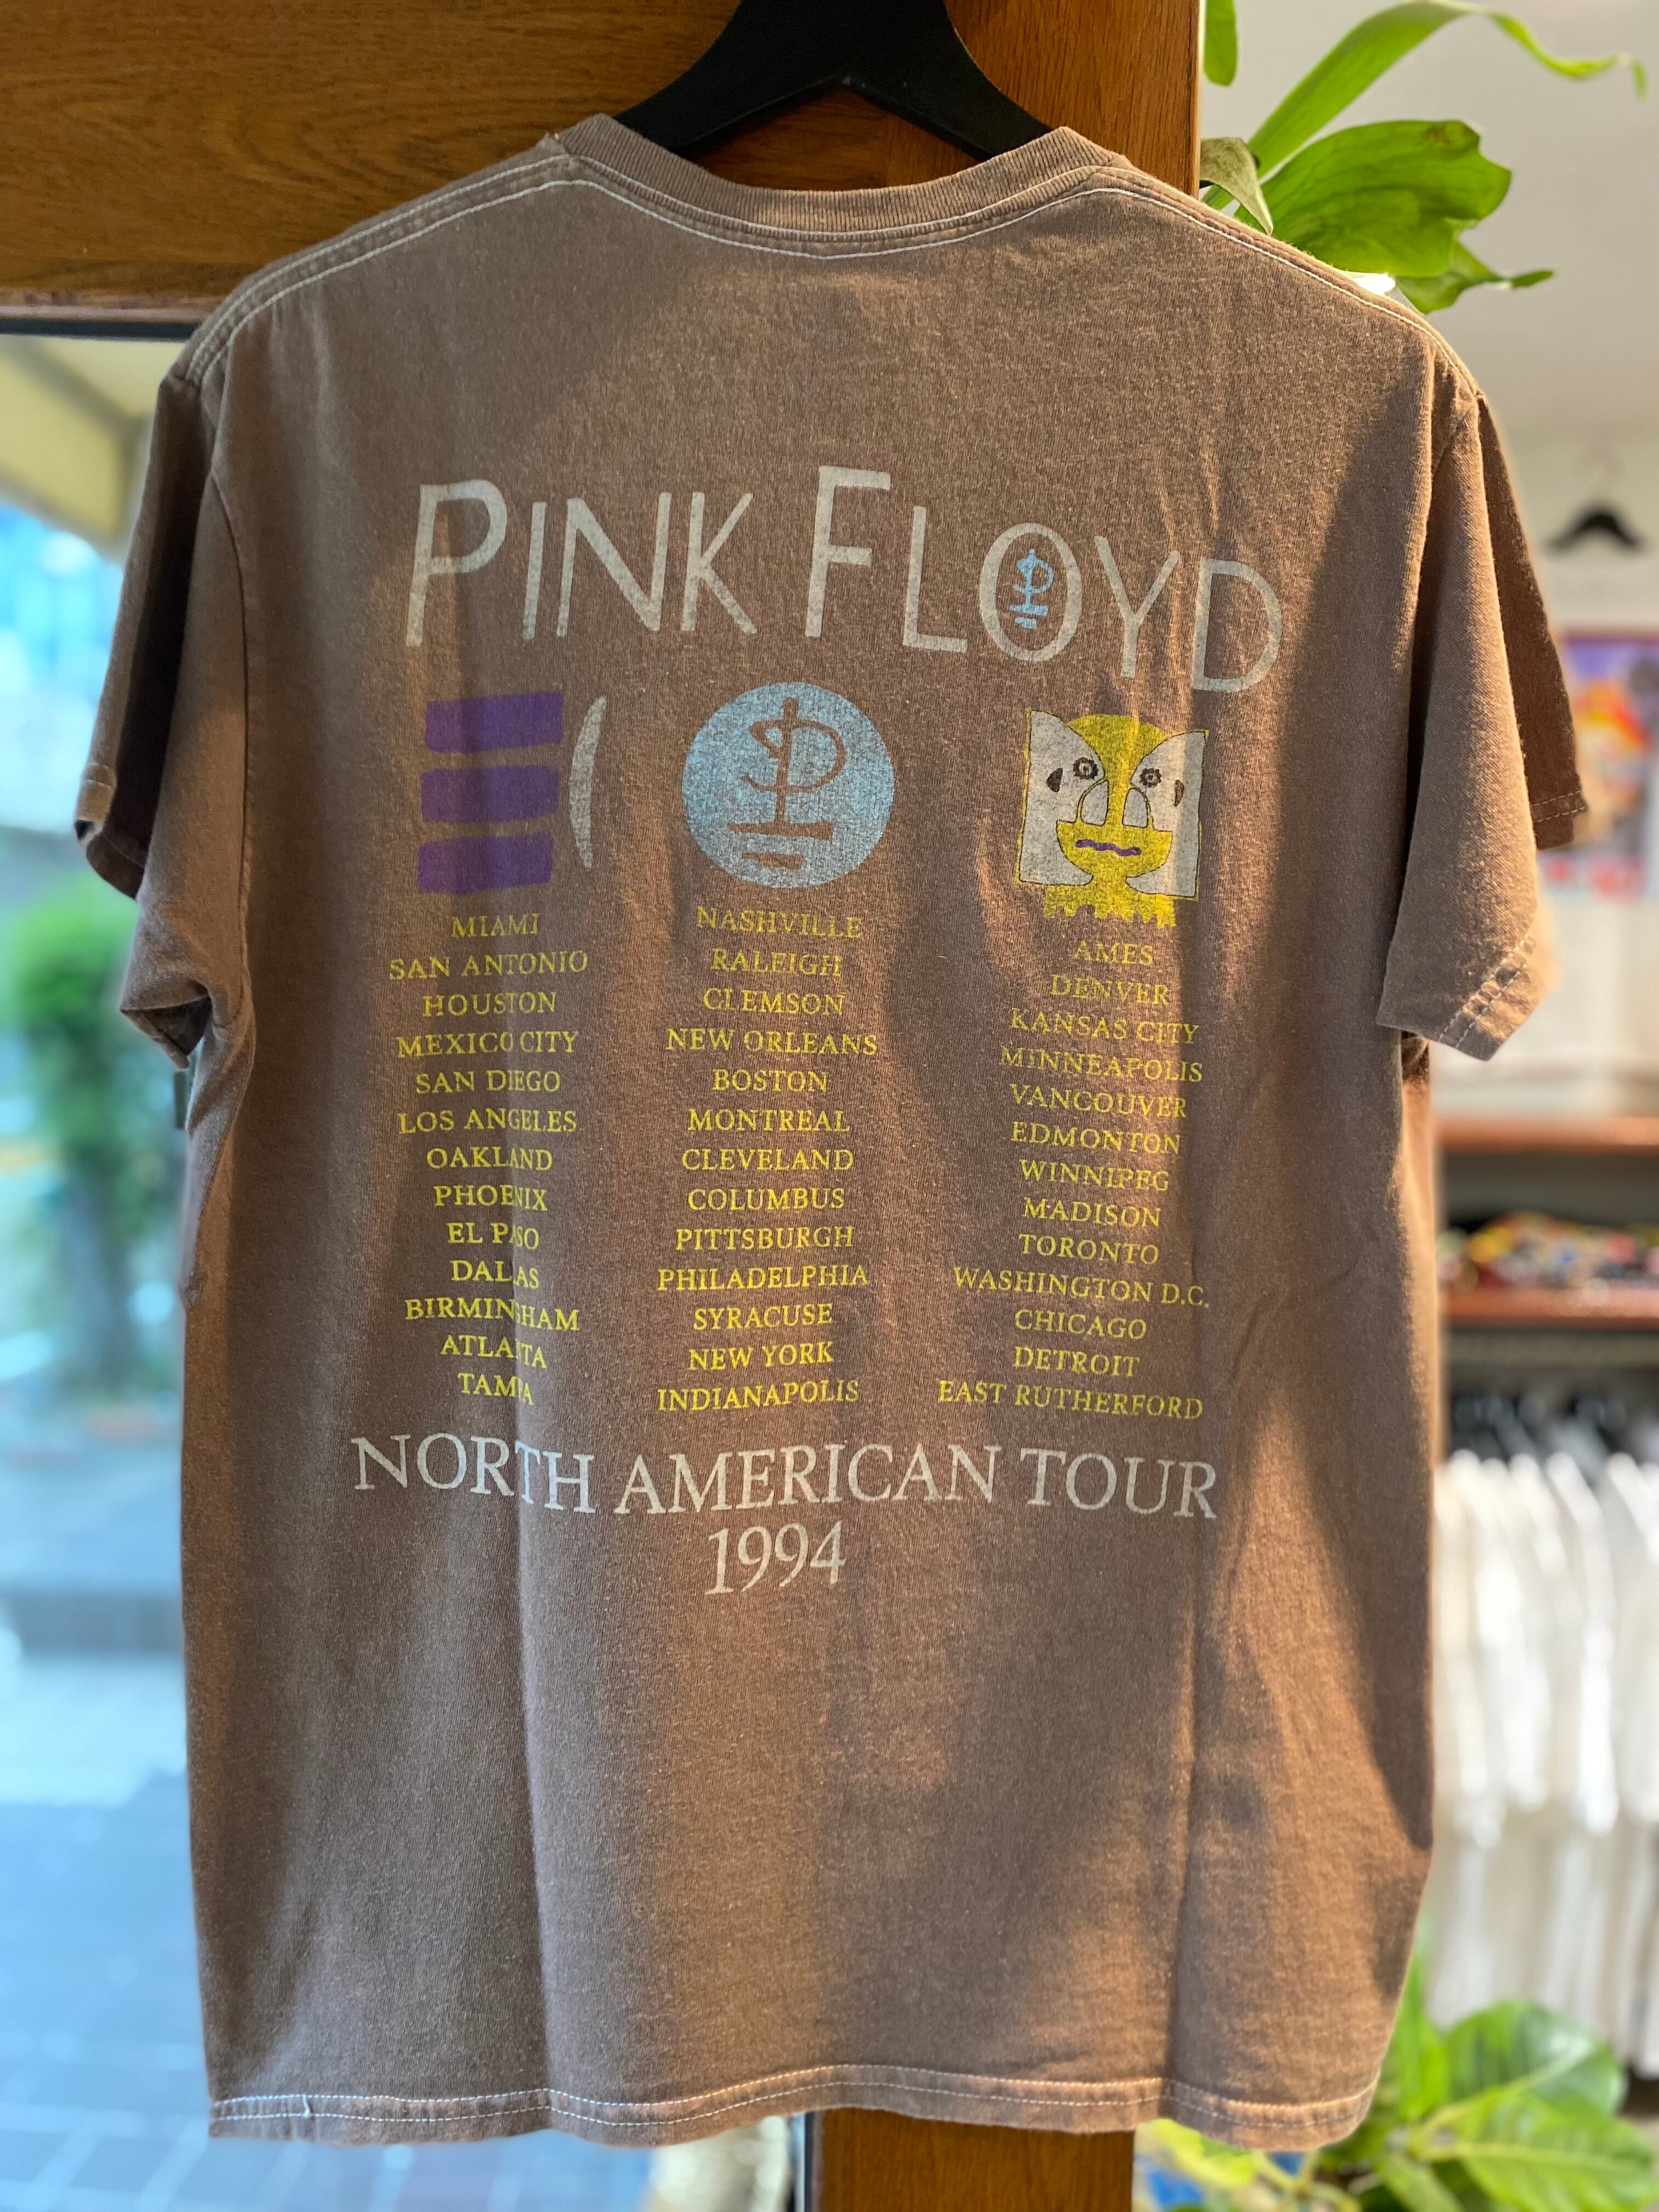 PINK FLOYD
MIAMI
SAN ANTONIO
HOUSTON
MEXICO CITY
SAN DIEGO
LOS ANGELES
OAKLAND
PHOENIX
EL PASO
DALLAS
BIRMINGHAM
ATLANTA
TAMPA
NASHVILLE
RALEIGH
CLEMSON
NEW ORLEANS
BOSTON
MONTREAL
CLEVELAND
COLUMBUS
PITTSBURGH
PHILADELPHIA
SYRACUSE
NEW YORK
INDIANAPOLIS
AMES
DENVER
KANSAS CITY
MINNEAPOLIS
VANCOUVER
EDMONTON
WINNIPEG
MADISON
TORONTO
WASHINGTON D.C.
CHICAGO
DETROIT
EAST RUTHERFORD
NORTH AMERICAN TOUR
1994